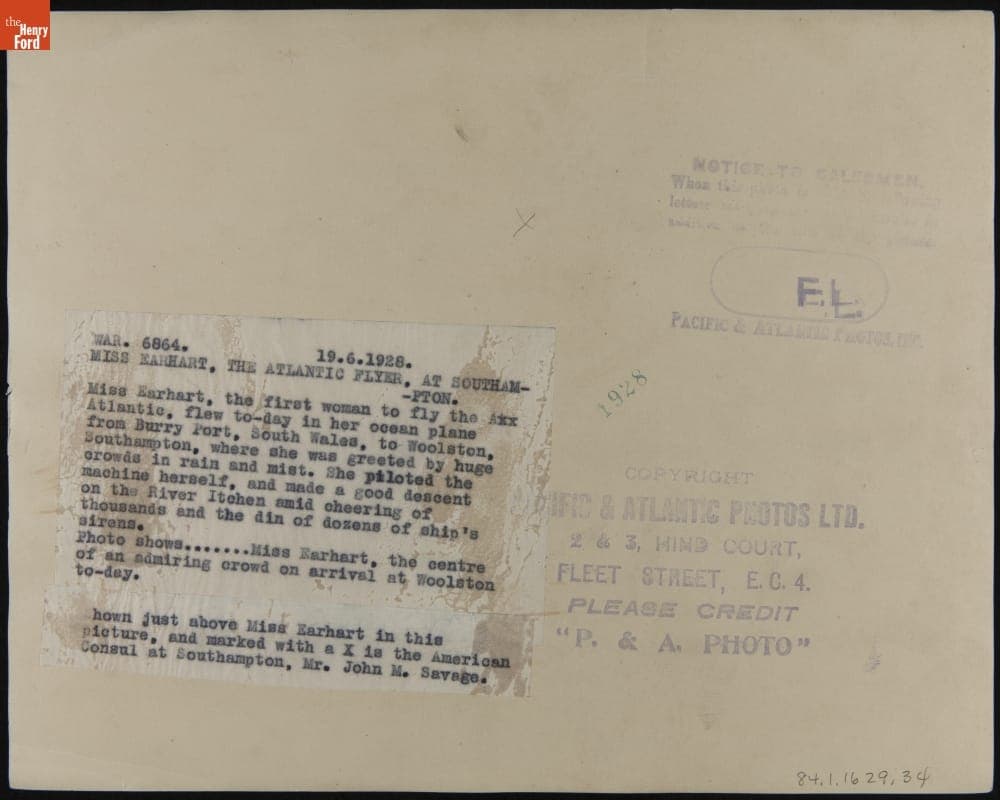 the
Henry
Ford
NOTICE TO SALESMEN.
When this photo is
F.L.
PACIFIC & ATLANTIC PHOTOS, INC.
WAR. 6864. 19.6.1928.
MISS EARHART, THE ATLANTIC FLYER, AT SOUTHAM-
-PTON.
Miss Earhart, the first woman to fly the Axx
Atlantic, flew to-day in her ocean plane
from Burry Port, South Wales, to Woolston,
Southampton, where she was greeted by huge
crowds in rain and mist. She piloted the
machine herself, and made a good descent
on the River Itchen amid cheering of
thousands and the din of dozens of ship's
sirens.
Photo shows.......Miss Earhart, the centre
of an admiring crowd on arrival at Woolston
to-day.
hown just above Miss Earhart in this
picture, and marked with a X is the American
Consul at Southampton, Mr. John M. Savage.
1928
COPYRIGHT
PACIFIC & ATLANTIC PHOTOS LTD.
2 & 3, HIND COURT,
FLEET STREET, E.C.4.
PLEASE CREDIT
"P. & A. PHOTO"
84.1.1629.34